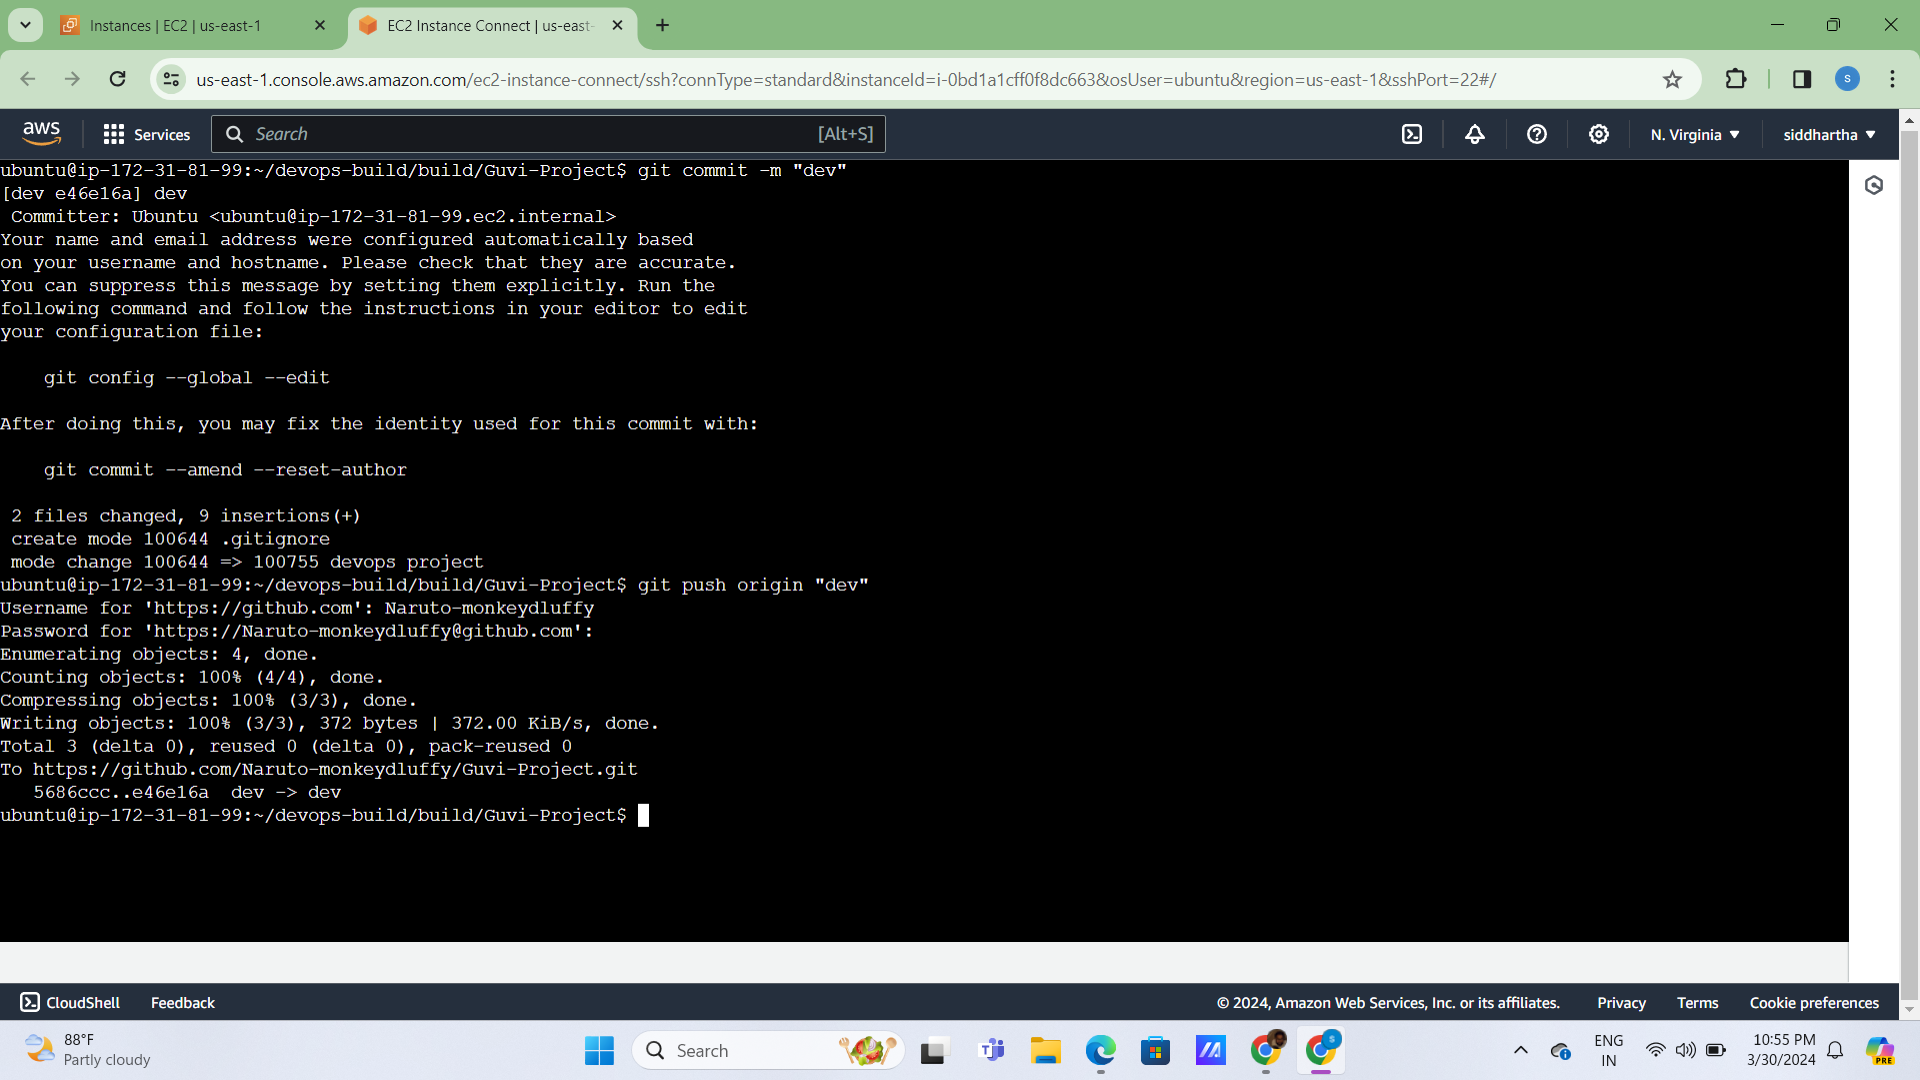 Instances | EC2 | us-east-1
EC2 Instance Connect | us-east-
us-east-1.console.aws.amazon.com/ec2-instance-connect/ssh?connType=standard&instanceId=i-0bd1a1cff0f8dc663&osUser=ubuntu&region=us-east-1&sshPort=22#/
S
aws
Services
Search
[Alt+S]
N. Virginia
siddhartha
ubuntu@ip-172-31-81-99:~/devops-build/build/Guvi-Project$ git commit -m "dev"
[dev e46e16a] dev
Committer: Ubuntu <ubuntu@ip-172-31-81-99.ec2.internal>
Your name and email address were configured automatically based
on your username and hostname. Please check that they are accurate.
You can suppress this message by setting them explicitly. Run the
following command and follow the instructions in your editor to edit
your configuration file:
git config --global --edit
After doing this, you may fix the identity used for this commit with:
git commit --amend --reset-author
2 files changed, 9 insertions(+)
create mode 100644 .gitignore
mode change 100644 => 100755 devops project
ubuntu@ip-172-31-81-99:~/devops-build/build/Guvi-Project$ git push origin "dev"
Username for 'https://github.com': Naruto-monkeydluffy
Password for 'https://Naruto-monkeydluffy@github.com':
Enumerating objects: 4, done.
Counting objects: 100% (4/4), done.
Compressing objects: 100% (3/3), done.
Writing objects: 100% (3/3), 372 bytes | 372.00 KiB/s, done.
Total 3 (delta 0), reused 0 (delta 0), pack-reused 0
To https://github.com/Naruto-monkeydluffy/Guvi-Project.git
5686ccc..e46e16a  dev -> dev
ubuntu@ip-172-31-81-99:~/devops-build/build/Guvi-Project$
CloudShell
Feedback
© 2024, Amazon Web Services, Inc. or its affiliates.
Privacy
Terms
Cookie preferences
88°F
Partly cloudy
Search
ENG
IN
10:55 PM
3/30/2024
PRE